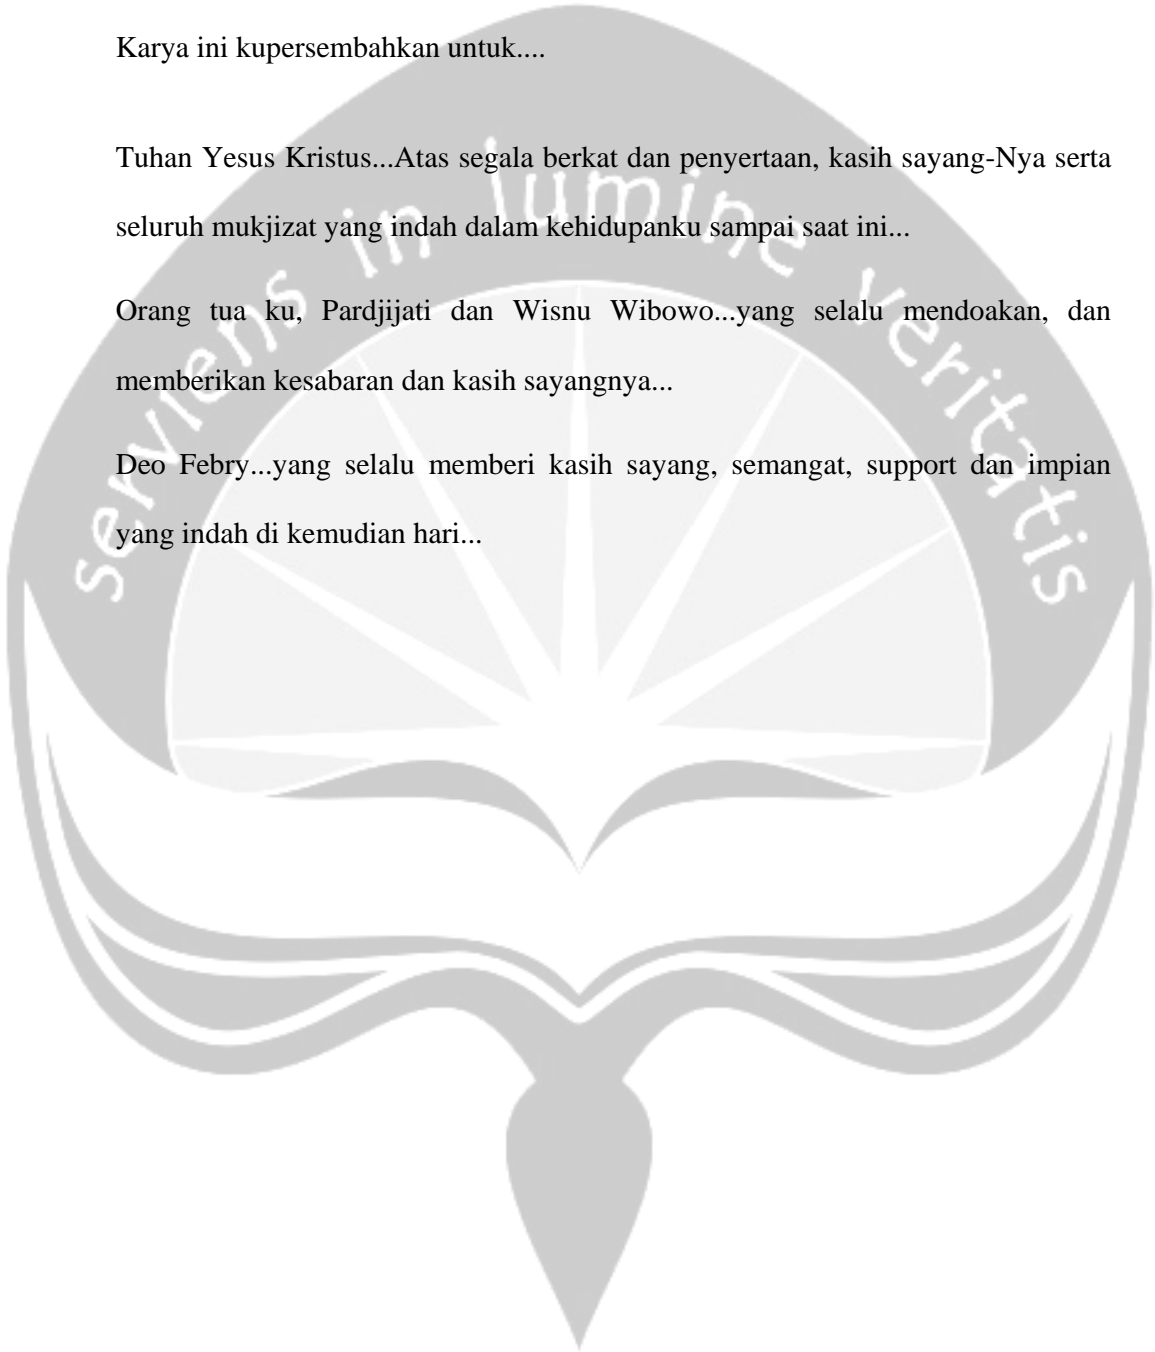 Karya ini kupersembahkan untuk....
Tuhan Yesus Kristus...Atas segala berkat dan penyertaan, kasih sayang-Nya serta
seluruh mukjizat yang indah dalam kehidupanku sampai saat ini...
Orang tua ku, Pardjijati dan Wisnu Wibowo...yang selalu mendoakan, dan
memberikan kesabaran dan kasih sayangnya...
Deo Febry...yang selalu memberi kasih sayang, semangat, support dan impian
yang indah di kemudian hari...
serviens in lumine veritatis